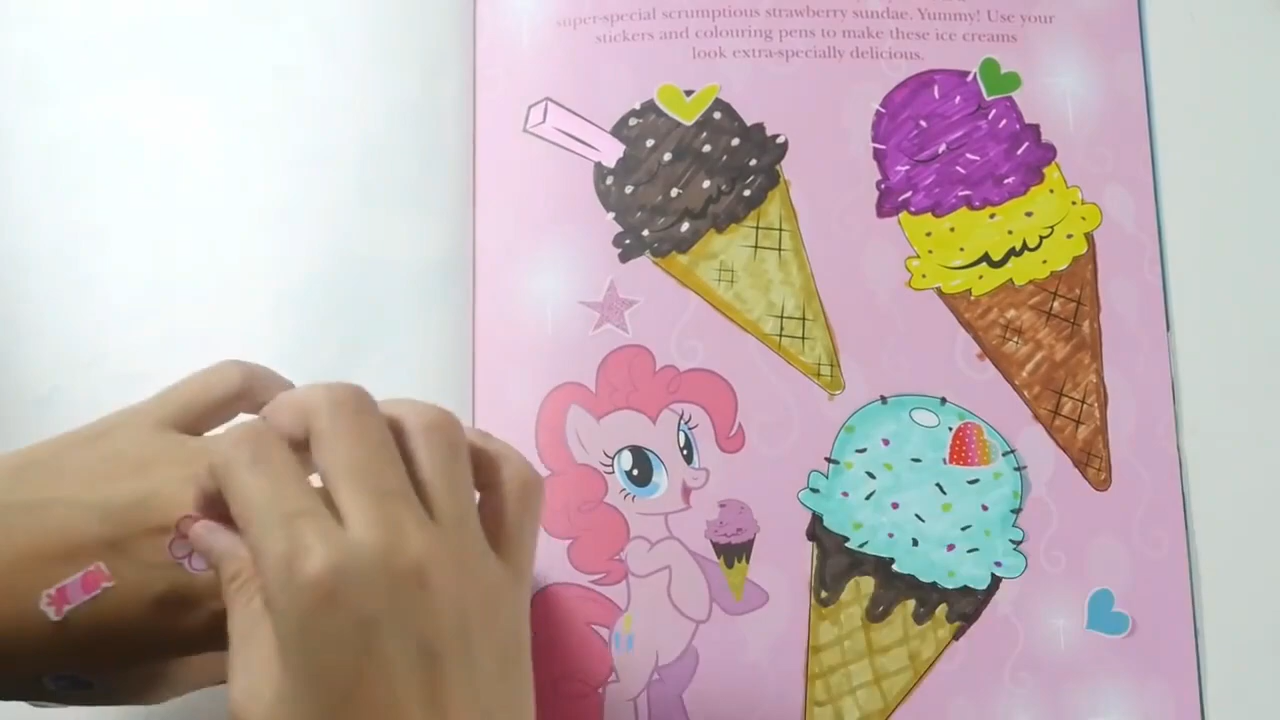 super-special scrumptious strawberry sundae. Yummy! Use your
stickers and colouring pens to make these ice creams
look extra-specially delicious.